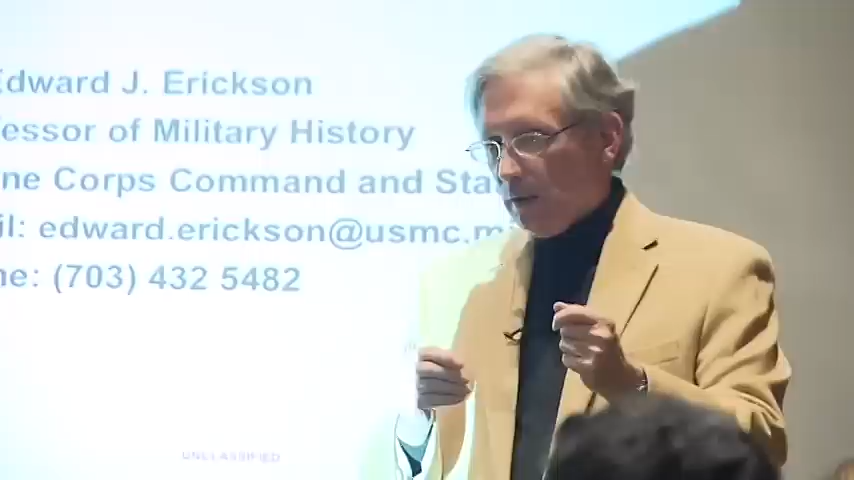 Edward J. Erickson
essor of Military History
ne Corps Command and Sta
il: edward.erickson@usmc.m
ne: (703) 432 5482
UNCLASSIFIED